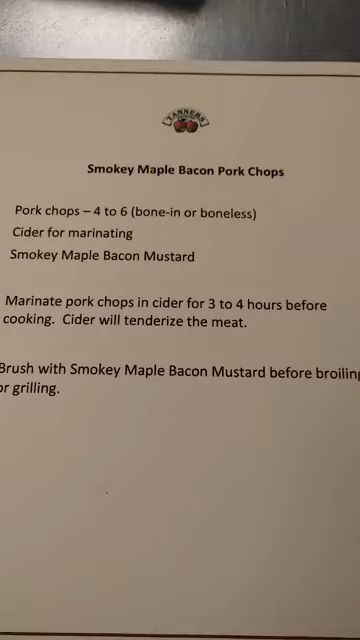 TANNERS
Smokey Maple Bacon Pork Chops
Pork chops – 4 to 6 (bone-in or boneless)
Cider for marinating
Smokey Maple Bacon Mustard
Marinate pork chops in cider for 3 to 4 hours before
cooking.  Cider will tenderize the meat.
Brush with Smokey Maple Bacon Mustard before broiling
or grilling.